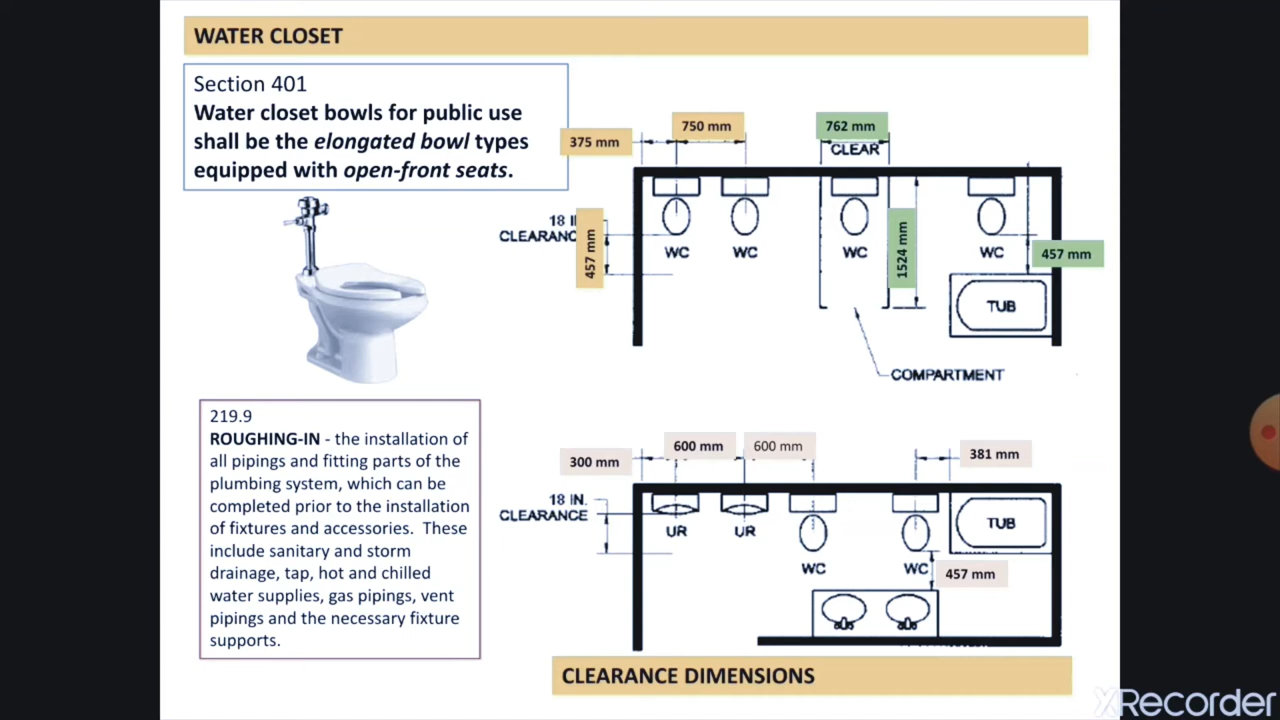 WATER CLOSET
Section 401
Water closet bowls for public use
shall be the elongated bowl types
equipped with open-front seats.
375 mm
750 mm
762 mm
CLEAR
18 I
CLEARANC
457 mm
WC
WC
WC
1524 mm
WC
457 mm
TUB
COMPARTMENT
219.9
ROUGHING-IN - the installation of
all pipings and fitting parts of the
plumbing system, which can be
completed prior to the installation
of fixtures and accessories. These
include sanitary and storm
drainage, tap, hot and chilled
water supplies, gas pipings, vent
pipings and the necessary fixture
supports.
300 mm
600 mm
600 mm
381 mm
18 IN.
CLEARANCE
UR
UR
WC
WC
TUB
457 mm
CLEARANCE DIMENSIONS
XRecorder